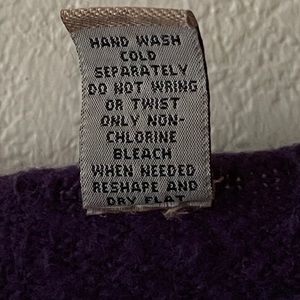 HAND WASH
COLD
SEPARATELY
DO NOT WRING
OR TWIST
ONLY NON-
CHLORINE
BLEACH
WHEN NEEDED
RESHAPE AND
DRY FLAT